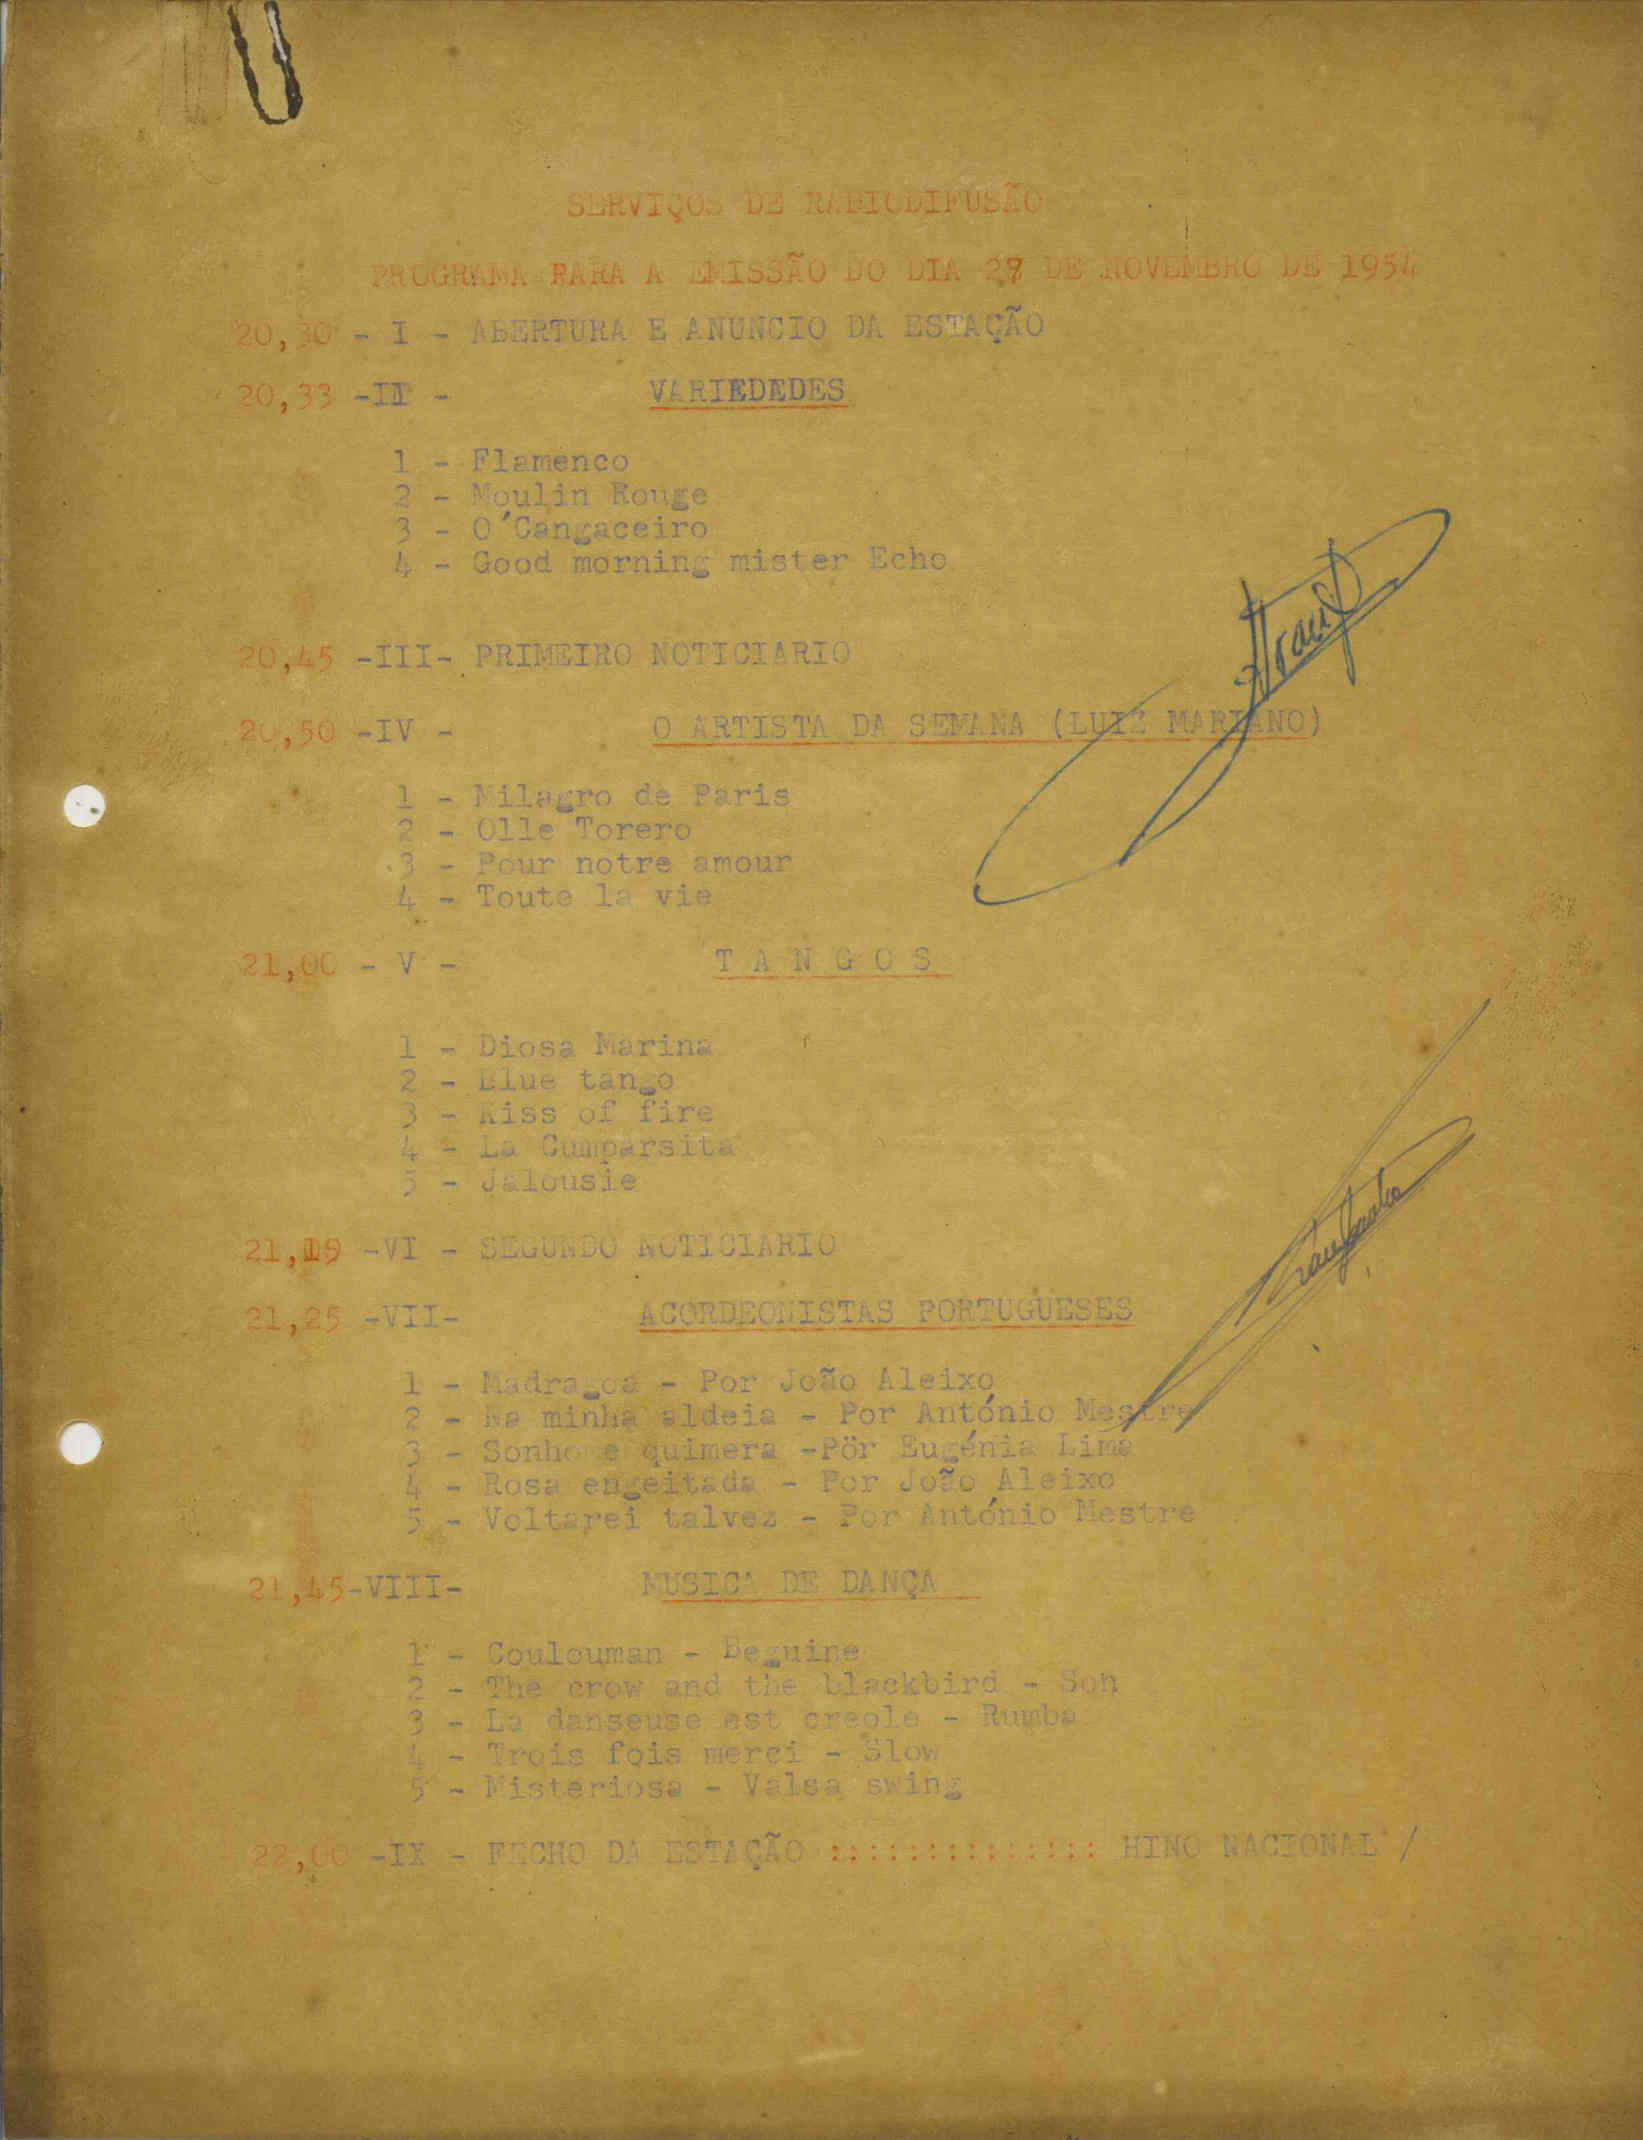 SERVIÇOS DE RADIODIFUSÃO
PROGRAMA PARA A EMISSÃO DO DIA 27 DE NOVEMBRO DE 1954
20,30 - I - ABERTURA E ANUNCIO DA ESTAÇÃO
20,33 -II - VARIEDEDES
1 - Flamenco
2 - Moulin Rouge
3 - O´Cangaceiro
4 - Good morning mister Echo
20,45 -III- PRIMEIRO NOTICIARIO
20,50 -IV - O ARTISTA DA SEMANA (LUIZ MARIANO)
1 - Milagro de Paris
2 - Olle Torero
3 - Pour notre amour
4 - Toute la vie
21,00 - V - T A N G O S
1 - Diosa Marina
2 - Blue tango
3 - Kiss of fire
4 - La Cumparsita
5 - Jalousie
21,19 -VI - SEGUNDO NOTICIARIO
21,25 -VII- ACORDEONISTAS PORTUGUESES
1 - Madragoa - Por João Aleixo
2 - Na minha aldeia - Por António Mestre
3 - Sonho e quimera -Pör Eugénia Lima
4 - Rosa engeitada - Por João Aleixo
5 - Voltarei talvez - Por António Mestre
21,45-VIII- MUSICA DE DANÇA
1 - Coulouman - Beguine
2 - The crow and the blackbird - Son
3 - La danseuse est creole - Rumba
4 - Trois fois merci - Slow
5 - Misteriosa - Valsa swing
22,00 -IX - FECHO DA ESTAÇÃO :::::::::::::: HINO NACIONAL /